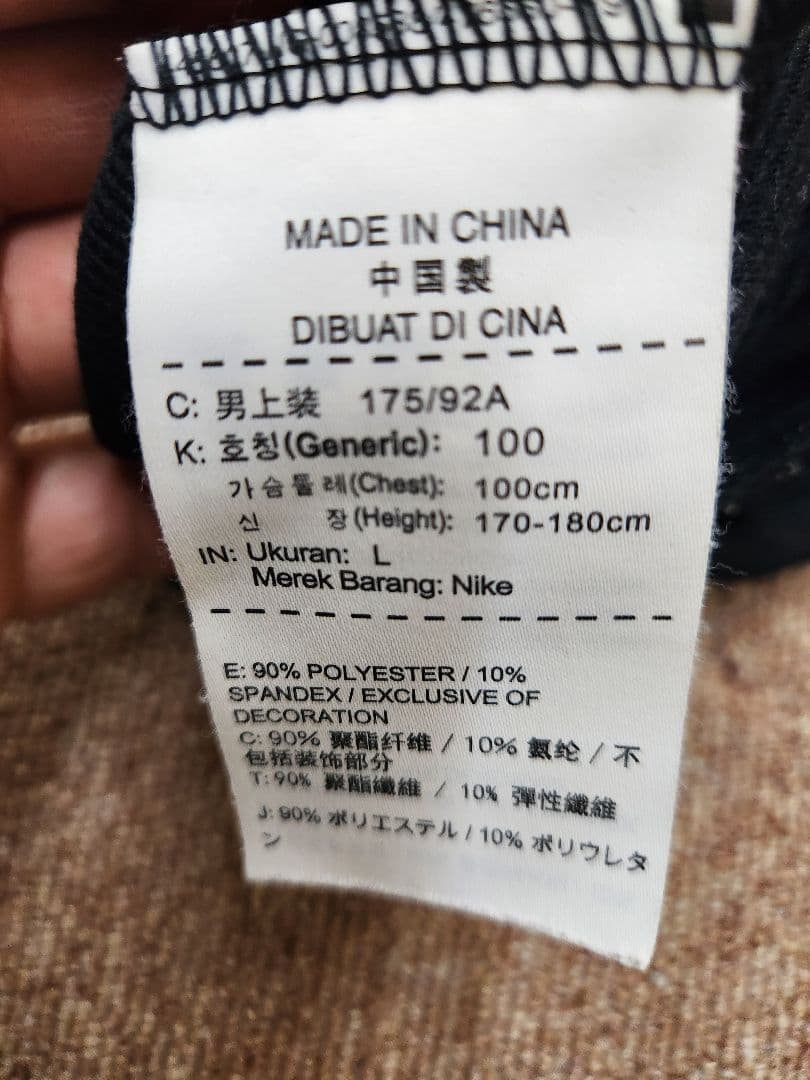 MADE IN CHINA
中国製
DIBUAT DI CINA
C: 男上装 175/92A
K: 호칭(Generic): 100
가슴둘레(Chest): 100cm
신 장(Height): 170-180cm
IN: Ukuran: L
Merek Barang: Nike
E: 90% POLYESTER / 10%
SPANDEX / EXCLUSIVE OF
DECORATION
C: 90% 聚酯纤维 / 10% 氨纶 / 不
包括装饰部分
T: 90% 聚酯纖維 / 10% 彈性纖維
J: 90% ポリエステル / 10% ポリウレタ
ン